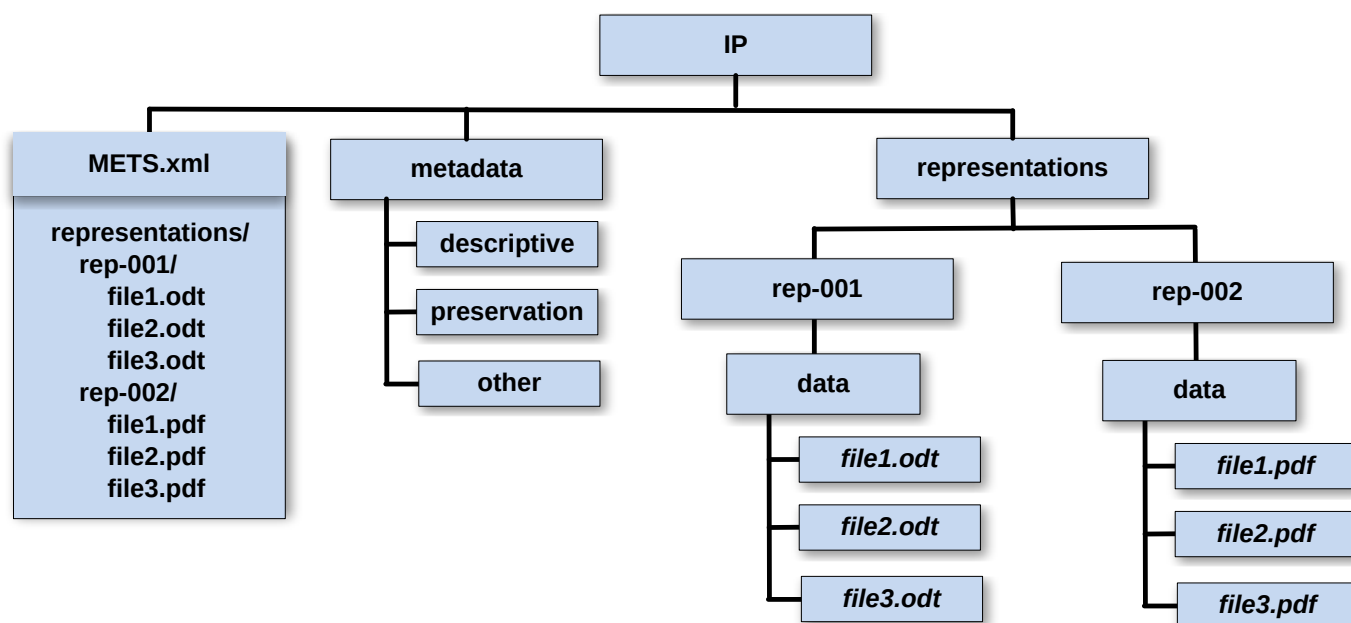 IP
METS.xml
representations/
rep-001/
file1.odt
file2.odt
file3.odt
rep-002/
file1.pdf
file2.pdf
file3.pdf
metadata
descriptive
preservation
other
representations
rep-001
data
file1.odt
file2.odt
file3.odt
rep-002
data
file1.pdf
file2.pdf
file3.pdf